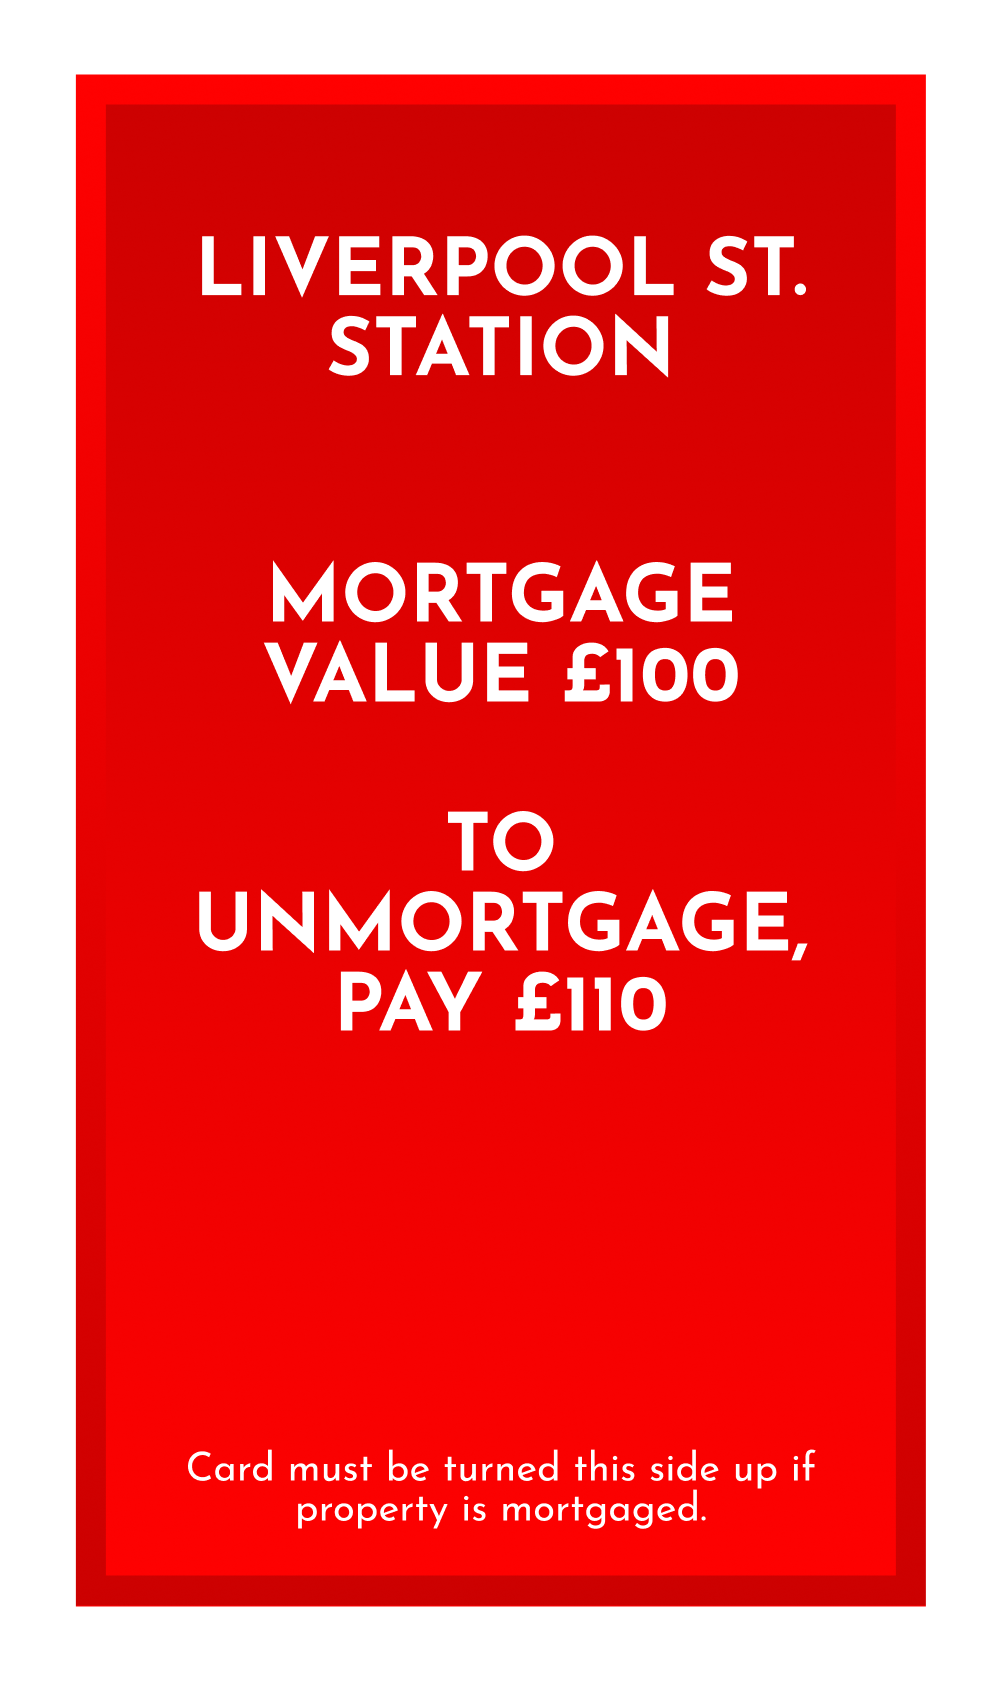 LIVERPOOL ST.
STATION
MORTGAGE
VALUE £100
TO
UNMORTGAGE,
PAY £110
Card must be turned this side up if
property is mortgaged.